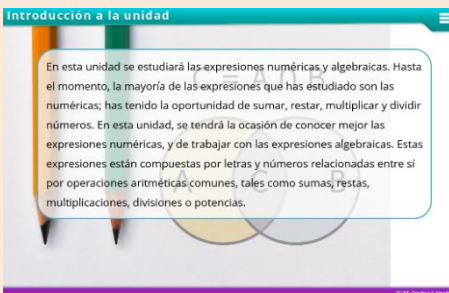 Introducción a la unidad
C = A ∩ B
En esta unidad se estudiará las expresiones numéricas y algebraicas. Hasta
el momento, la mayoría de las expresiones que has estudiado son las
numéricas; has tenido la oportunidad de sumar, restar, multiplicar y dividir
números. En esta unidad, se tendrá la ocasión de conocer mejor las
expresiones numéricas, y de trabajar con las expresiones algebraicas. Estas
expresiones están compuestas por letras y números relacionadas entre sí
por operaciones aritméticas comunes, tales como sumas, restas,
multiplicaciones, divisiones o potencias.
A C B